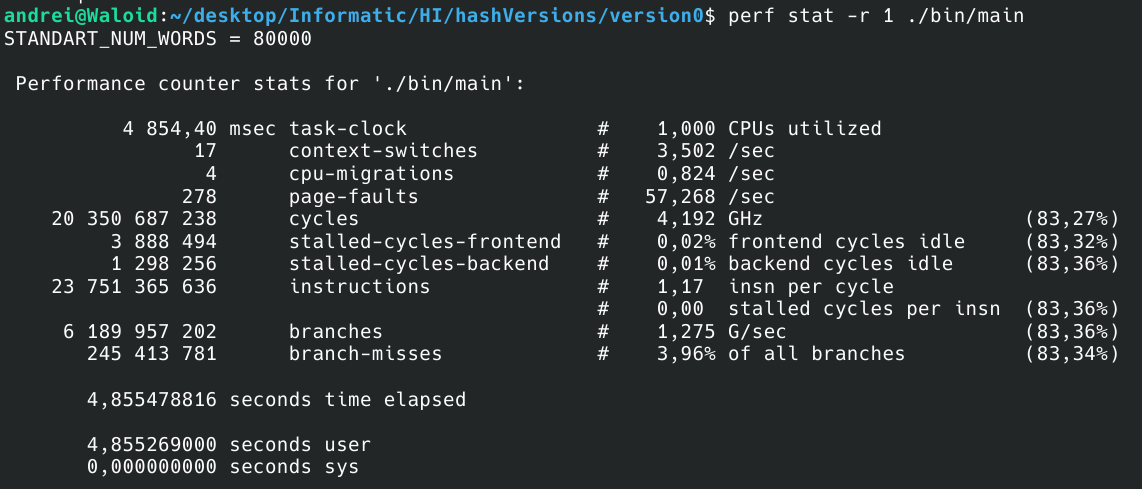 andrei@Waloid:~/desktop/Informatic/HI/hashVersions/version0$ perf stat -r 1 ./bin/main
STANDART_NUM_WORDS = 80000
Performance counter stats for './bin/main':
4 854,40 msec task-clock # 1,000 CPUs utilized
17 context-switches # 3,502 /sec
4 cpu-migrations # 0,824 /sec
278 page-faults # 57,268 /sec
20 350 687 238 cycles # 4,192 GHz (83,27%)
3 888 494 stalled-cycles-frontend # 0,02% frontend cycles idle (83,32%)
1 298 256 stalled-cycles-backend # 0,01% backend cycles idle (83,36%)
23 751 365 636 instructions # 1,17 insn per cycle
# 0,00 stalled cycles per insn (83,36%)
6 189 957 202 branches # 1,275 G/sec (83,36%)
245 413 781 branch-misses # 3,96% of all branches (83,34%)
4,855478816 seconds time elapsed
4,855269000 seconds user
0,000000000 seconds sys